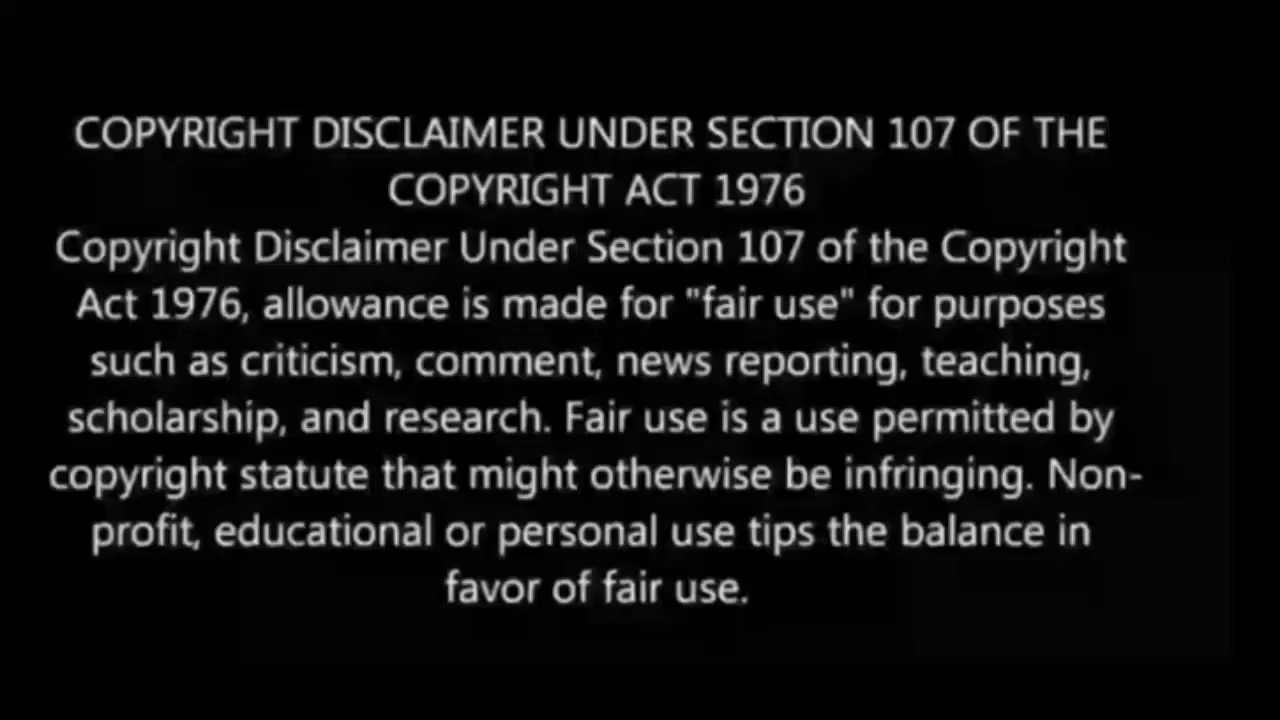 COPYRIGHT DISCLAIMER UNDER SECTION 107 OF THE
COPYRIGHT ACT 1976
Copyright Disclaimer Under Section 107 of the Copyright
Act 1976, allowance is made for "fair use" for purposes
such as criticism, comment, news reporting, teaching,
scholarship, and research. Fair use is a use permitted by
copyright statute that might otherwise be infringing. Non-
profit, educational or personal use tips the balance in
favor of fair use.